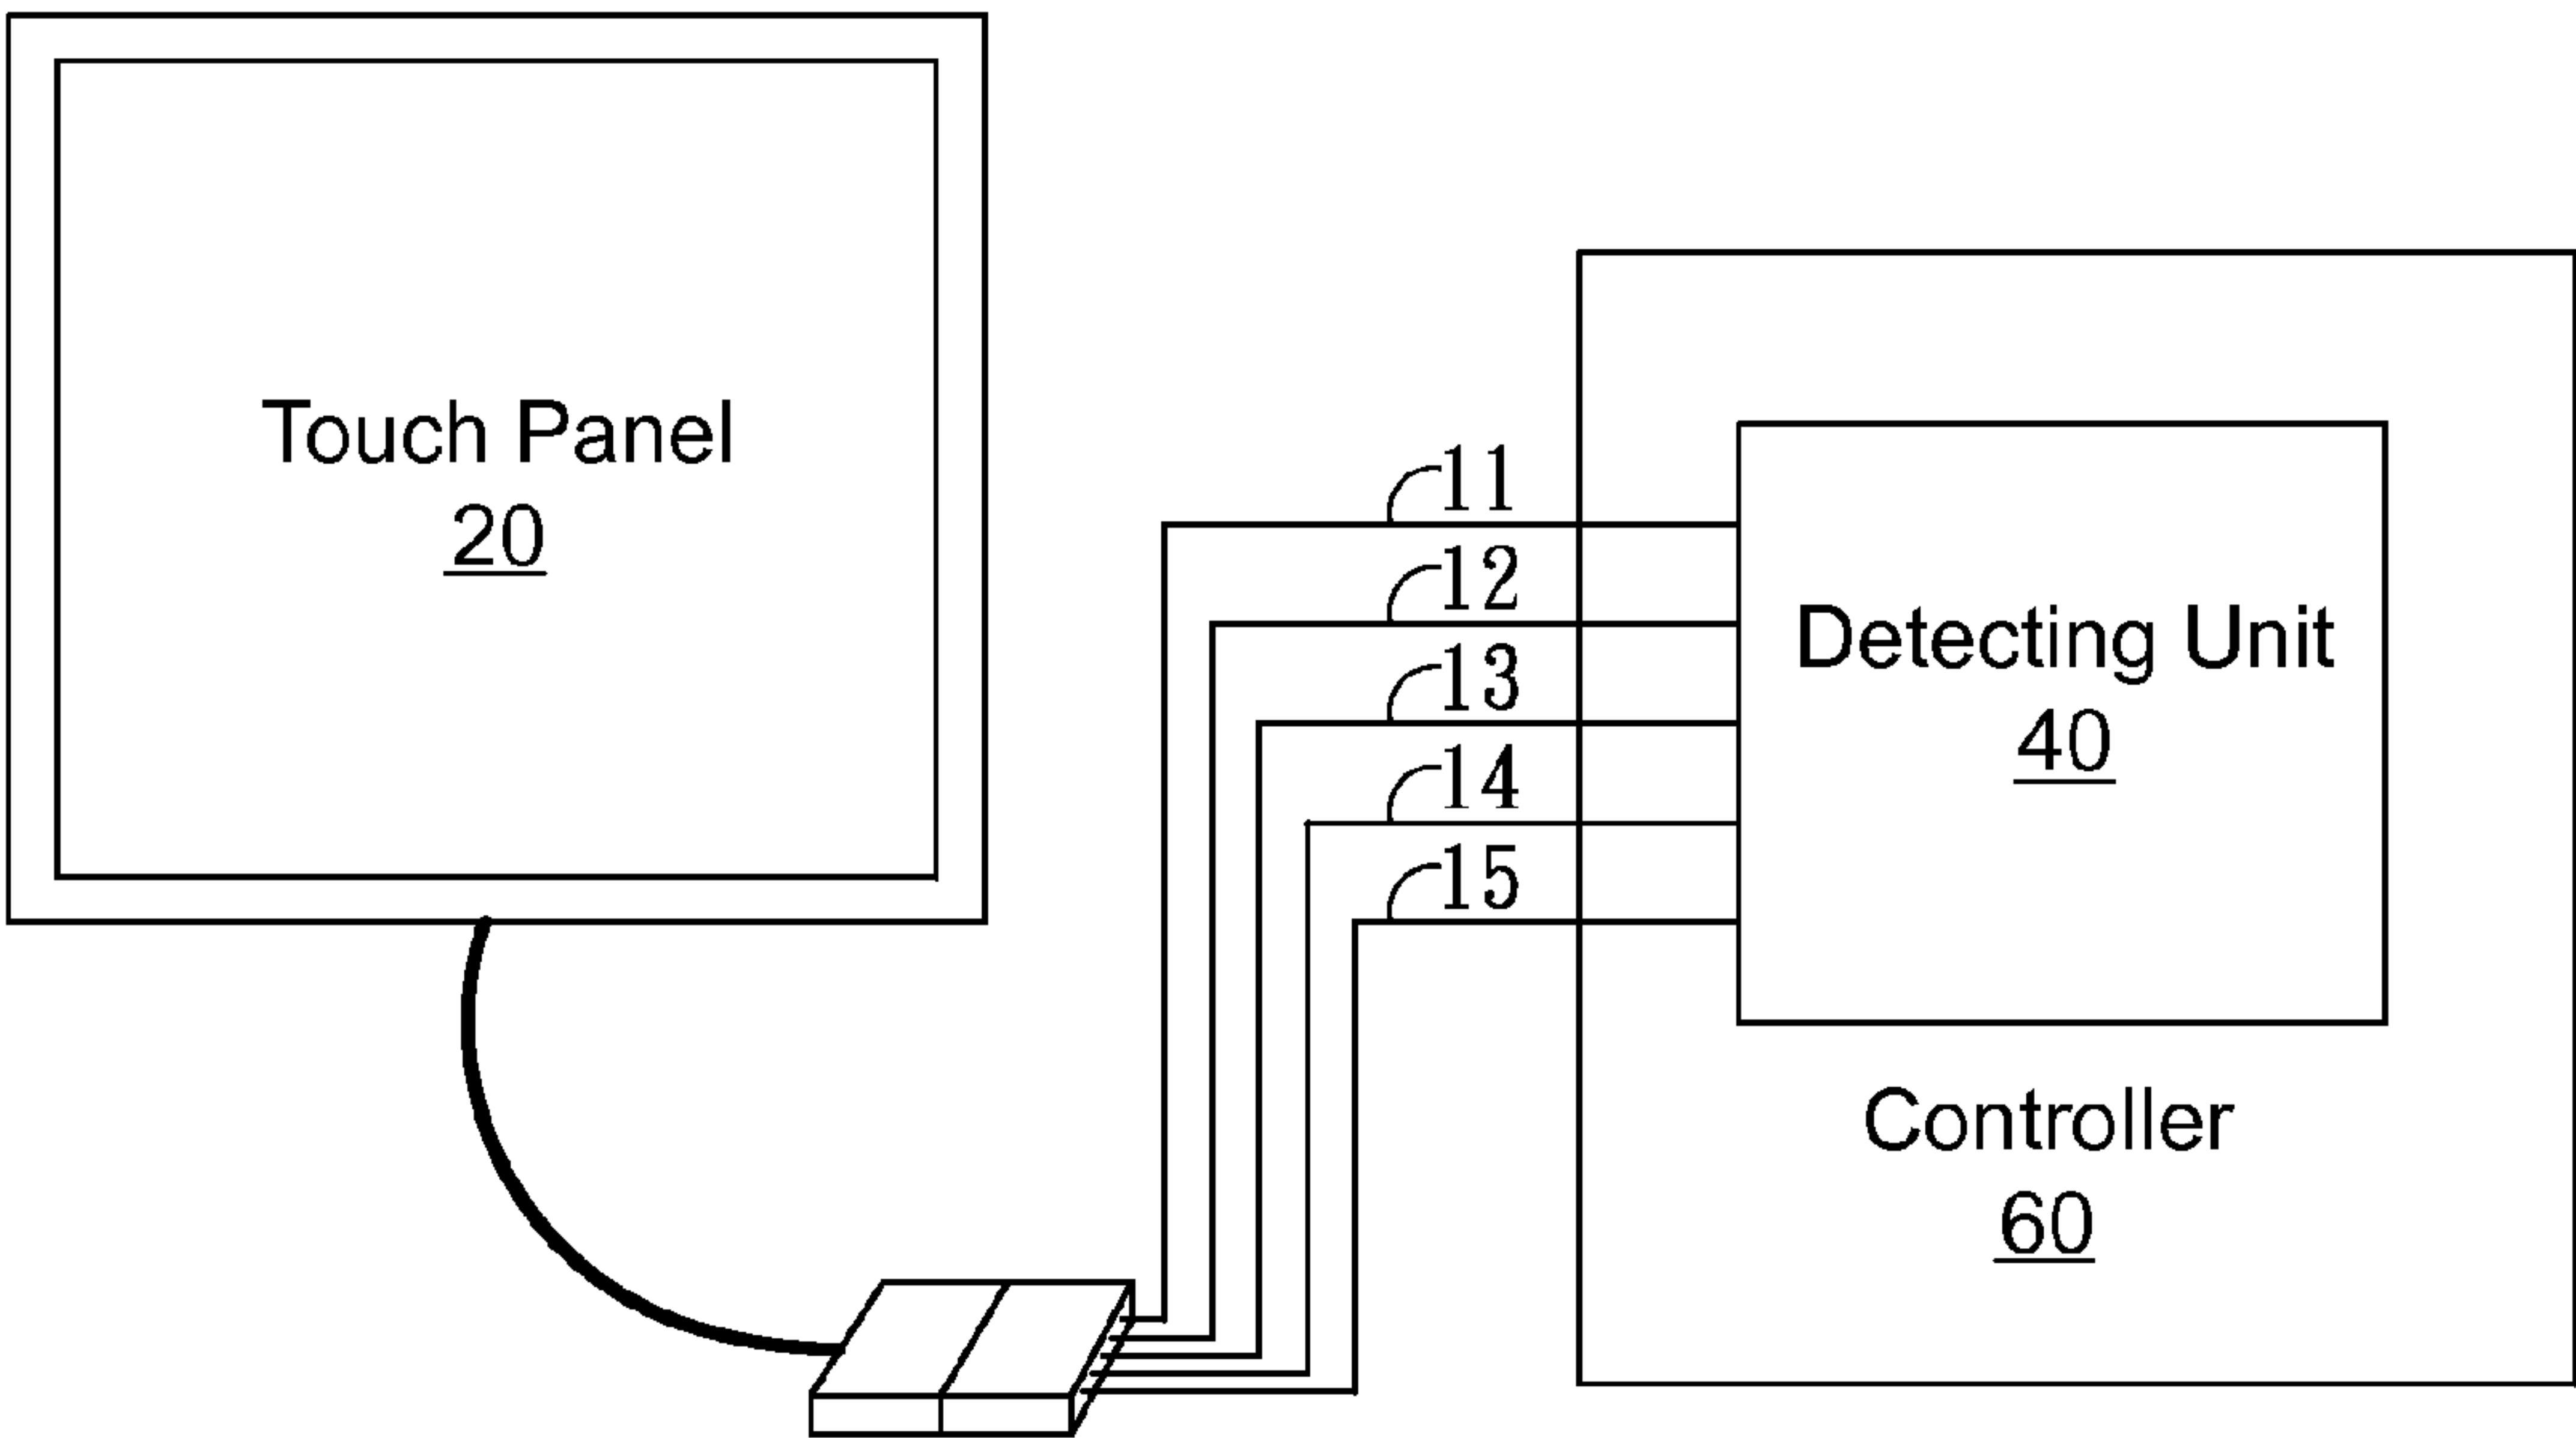 Touch Panel
20
11
12
13
14
15
Detecting Unit
40
Controller
60